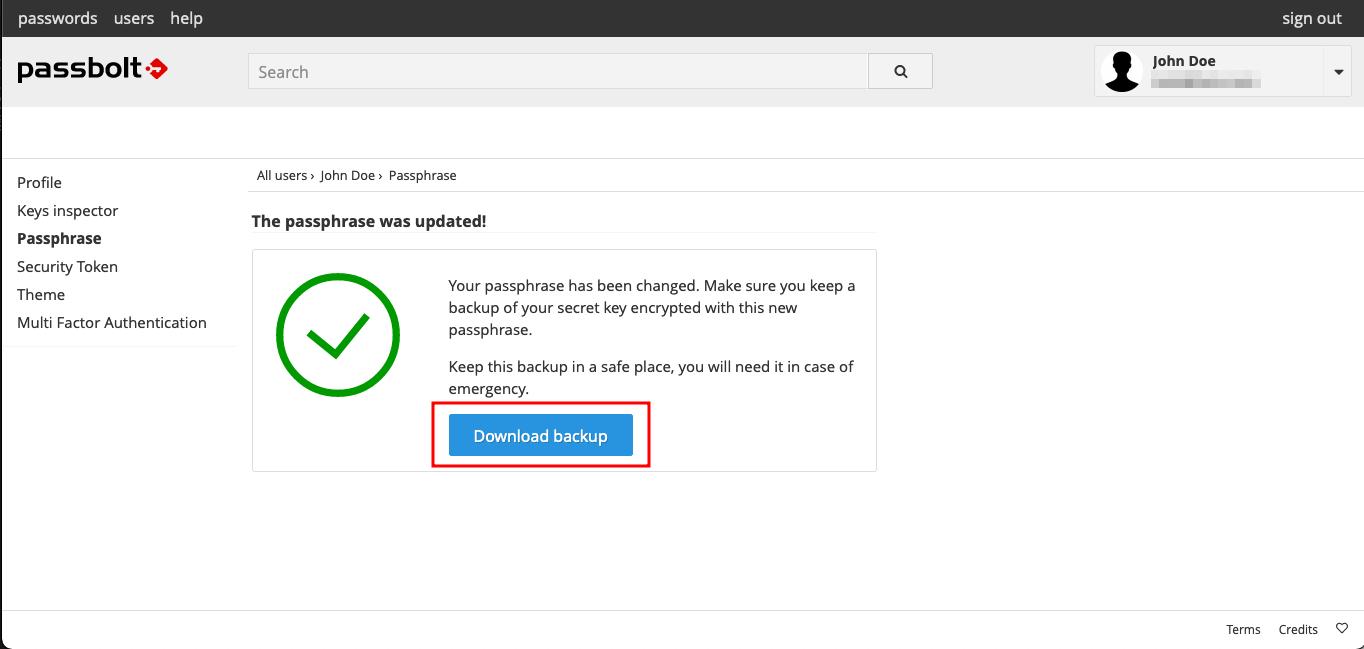 passwords users help sign out
passbolt
Search
John Doe
All users › John Doe › Passphrase
Profile
Keys inspector
Passphrase
Security Token
Theme
Multi Factor Authentication
The passphrase was updated!
Your passphrase has been changed. Make sure you keep a
backup of your secret key encrypted with this new
passphrase.
Keep this backup in a safe place, you will need it in case of
emergency.
Download backup
Terms Credits